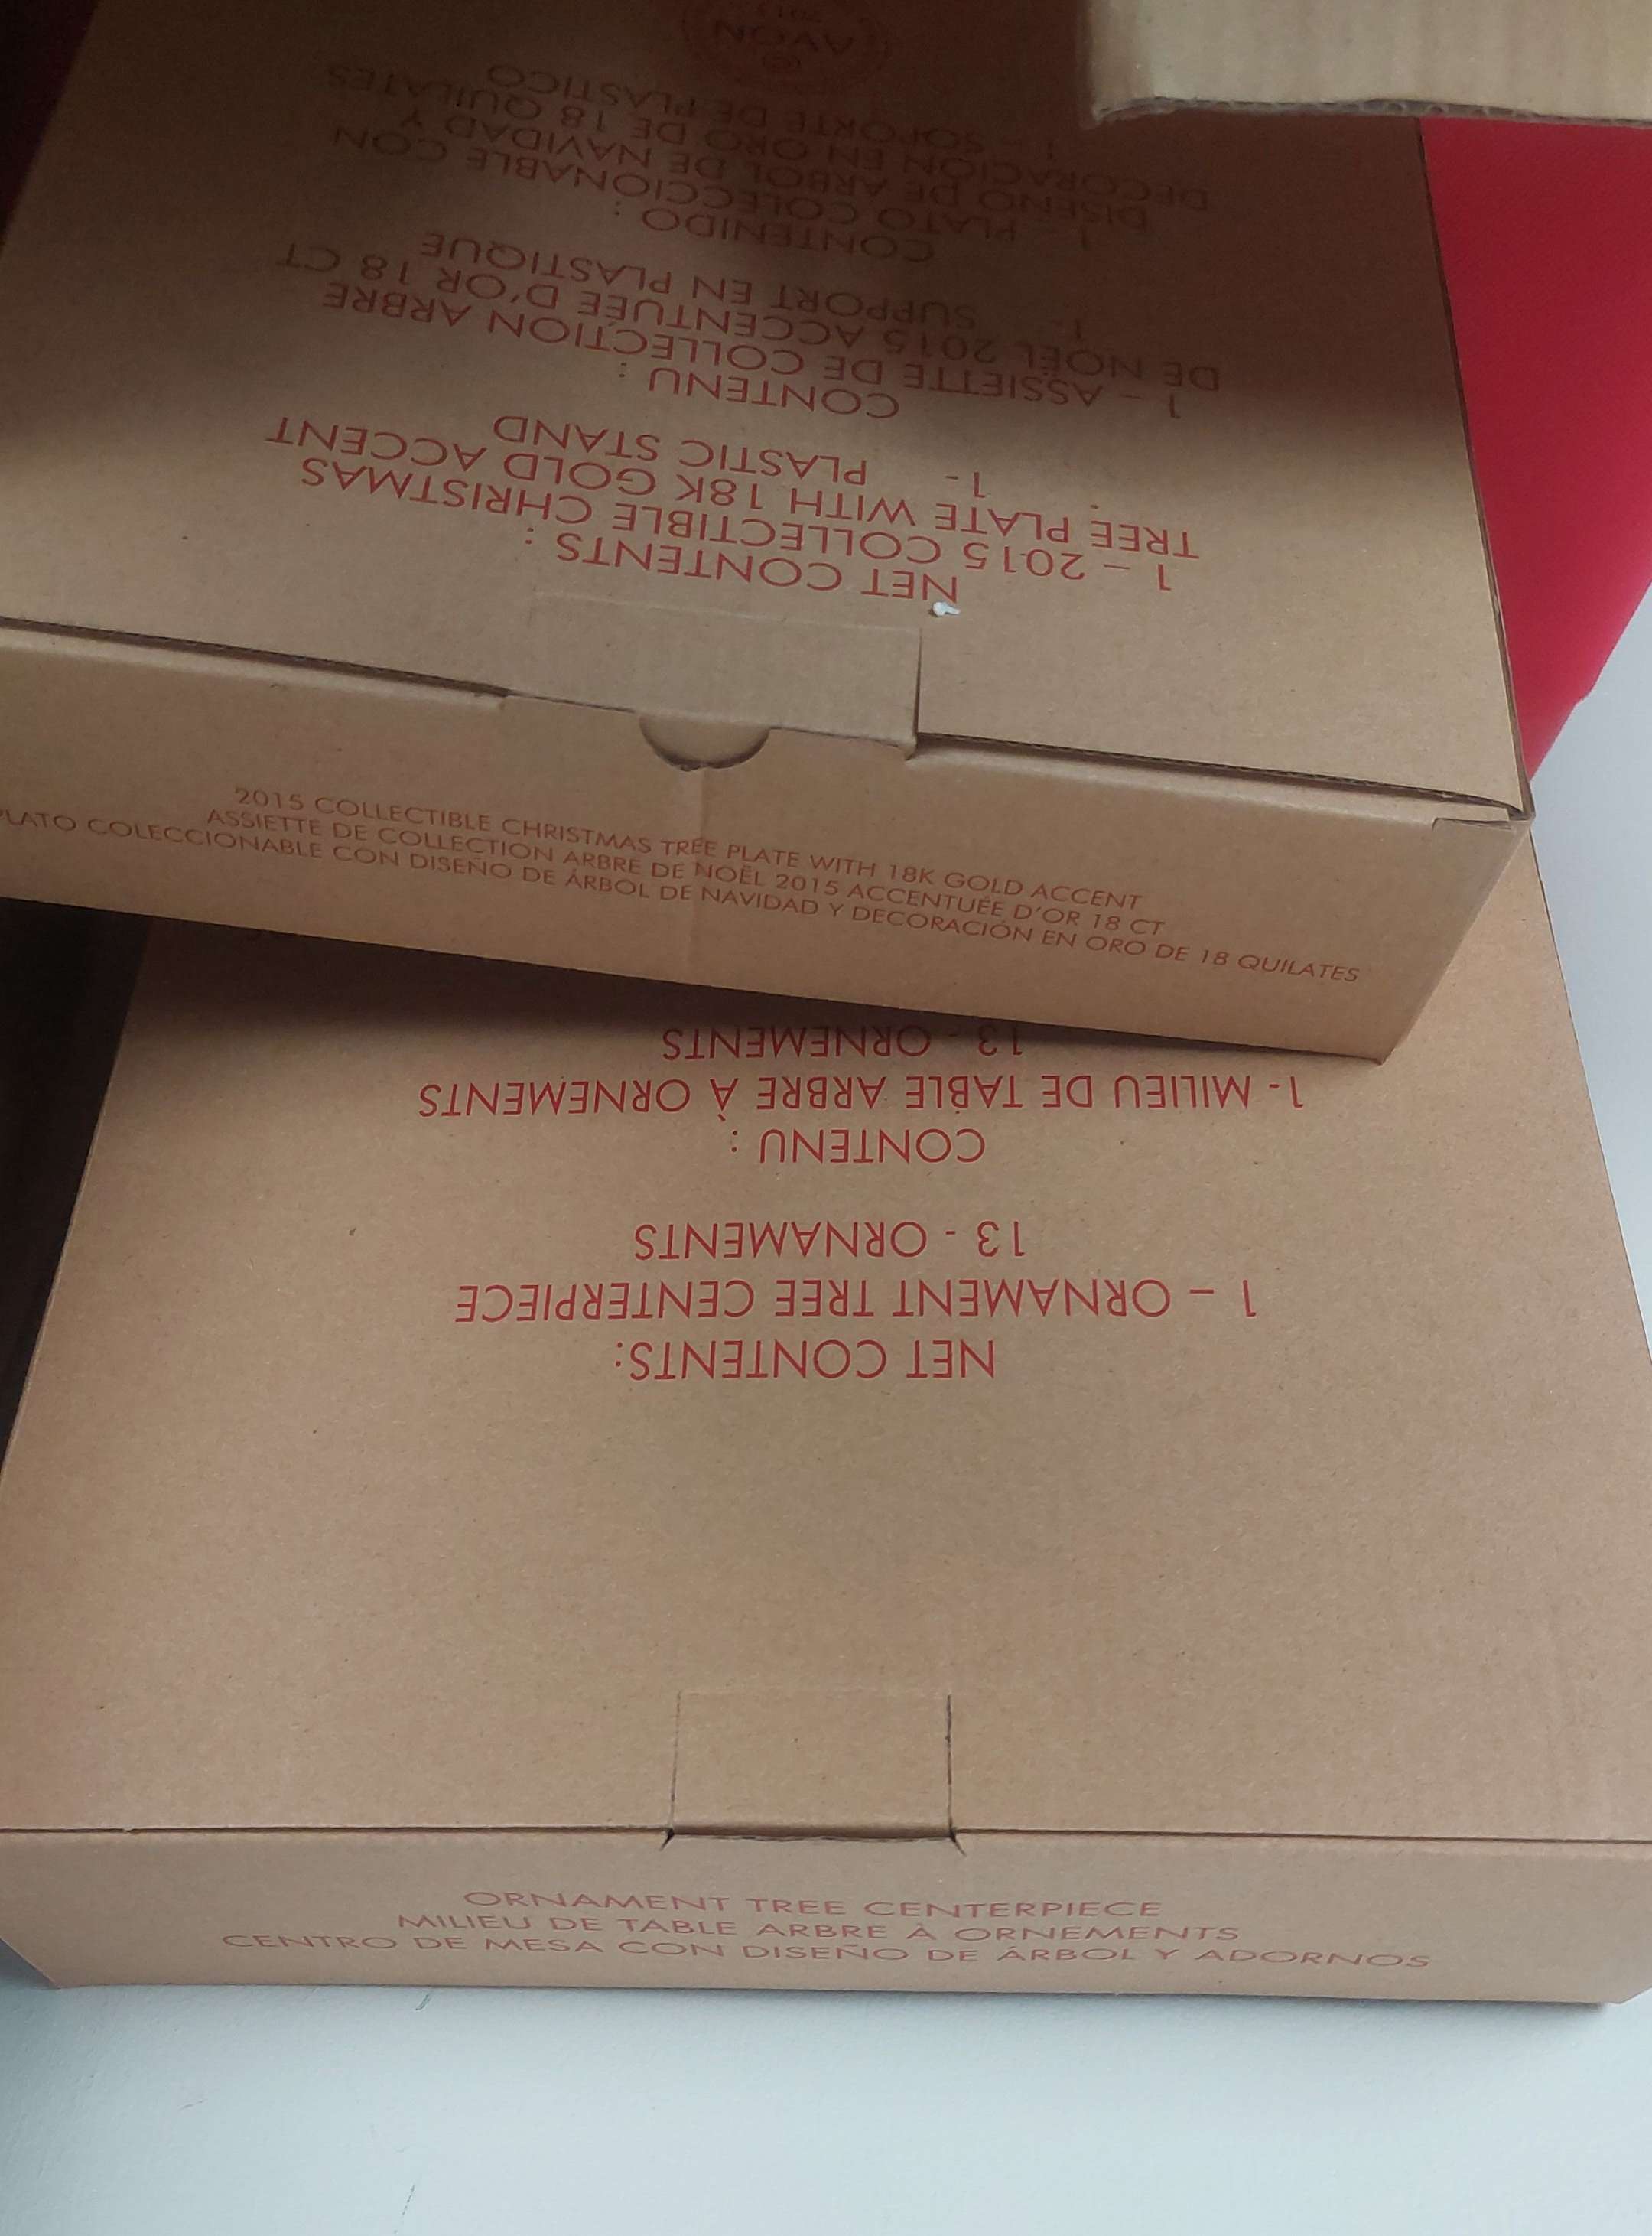 NET CONTENTS :
1 – 2015 COLLECTIBLE CHRISTMAS
TREE PLATE WITH 18K GOLD ACCENT
1- PLASTIC STAND
CONTENU :
1 – ASSIETTE DE COLLECTION ARBRE
DE NOËL 2015 ACCENTUÉE D'OR 18 CT
1- SUPPORT EN PLASTIQUE
CONTENIDO :
1 - PLATO COLECCIONABLE CON
DISEÑO DE ÁRBOL DE NAVIDAD Y
DECORACIÓN EN ORO DE 18 QUILATES
1 - SOPORTE DE PLÁSTICO
AVON
2015 COLLECTIBLE CHRISTMAS TREE PLATE WITH 18K GOLD ACCENT
ASSIETTE DE COLLECTION ARBRE DE NOËL 2015 ACCENTUÉE D'OR 18 CT
PLATO COLECCIONABLE CON DISEÑO DE ÁRBOL DE NAVIDAD Y DECORACIÓN EN ORO DE 18 QUILATES
NET CONTENTS:
1 – ORNAMENT TREE CENTERPIECE
13 - ORNAMENTS
CONTENU :
1- MILIEU DE TABLE ARBRE À ORNEMENTS
13 - ORNEMENTS
ORNAMENT TREE CENTERPIECE
MILIEU DE TABLE ARBRE À ORNEMENTS
CENTRO DE MESA CON DISEÑO DE ÁRBOL Y ADORNOS